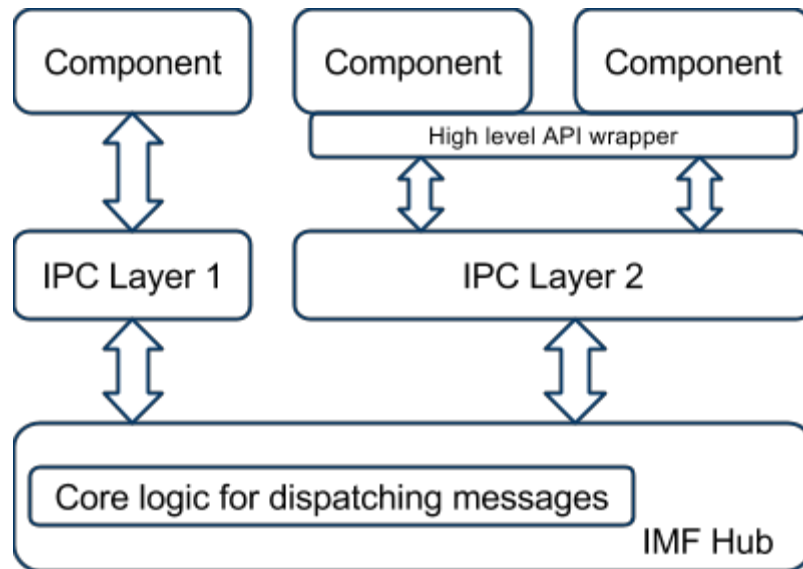 Component
Component
Component
High level API wrapper
IPC Layer 1
IPC Layer 2
Core logic for dispatching messages
IMF Hub